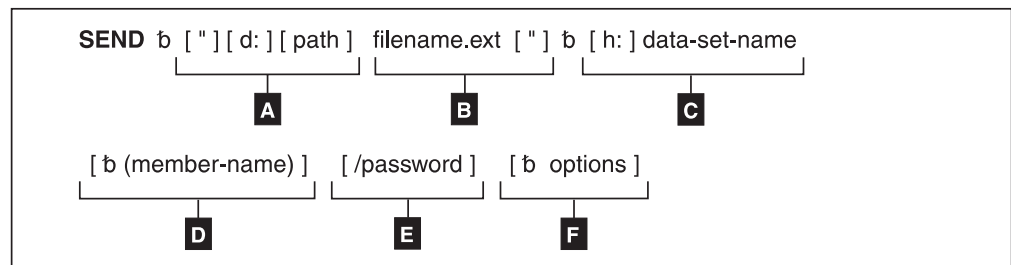 SEND ƀ [ " ] [ d: ] [ path ] filename.ext [ " ] ƀ [ h: ] data-set-name
A B C
[ ƀ (member-name) ] [ /password ] [ ƀ options ]
D E F